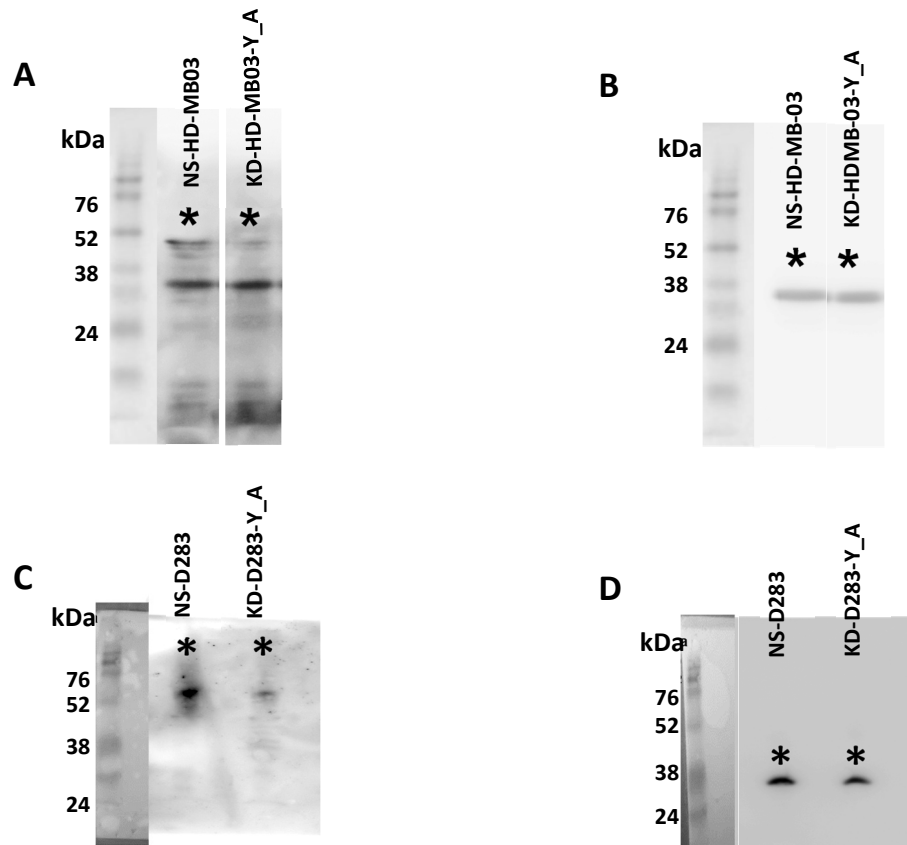 A
kDa
76
52
38
24
NS-HD-MB03
KD-HD-MB03-Y_A
*
*
B
kDa
76
52
38
24
NS-HD-MB-03
KD-HDMB-03-Y_A
*
*
C
kDa
76
52
38
24
NS-D283
KD-D283-Y_A
*
*
D
kDa
a
76
52
38
24
NS-D283
KD-D283-Y_A
*
*